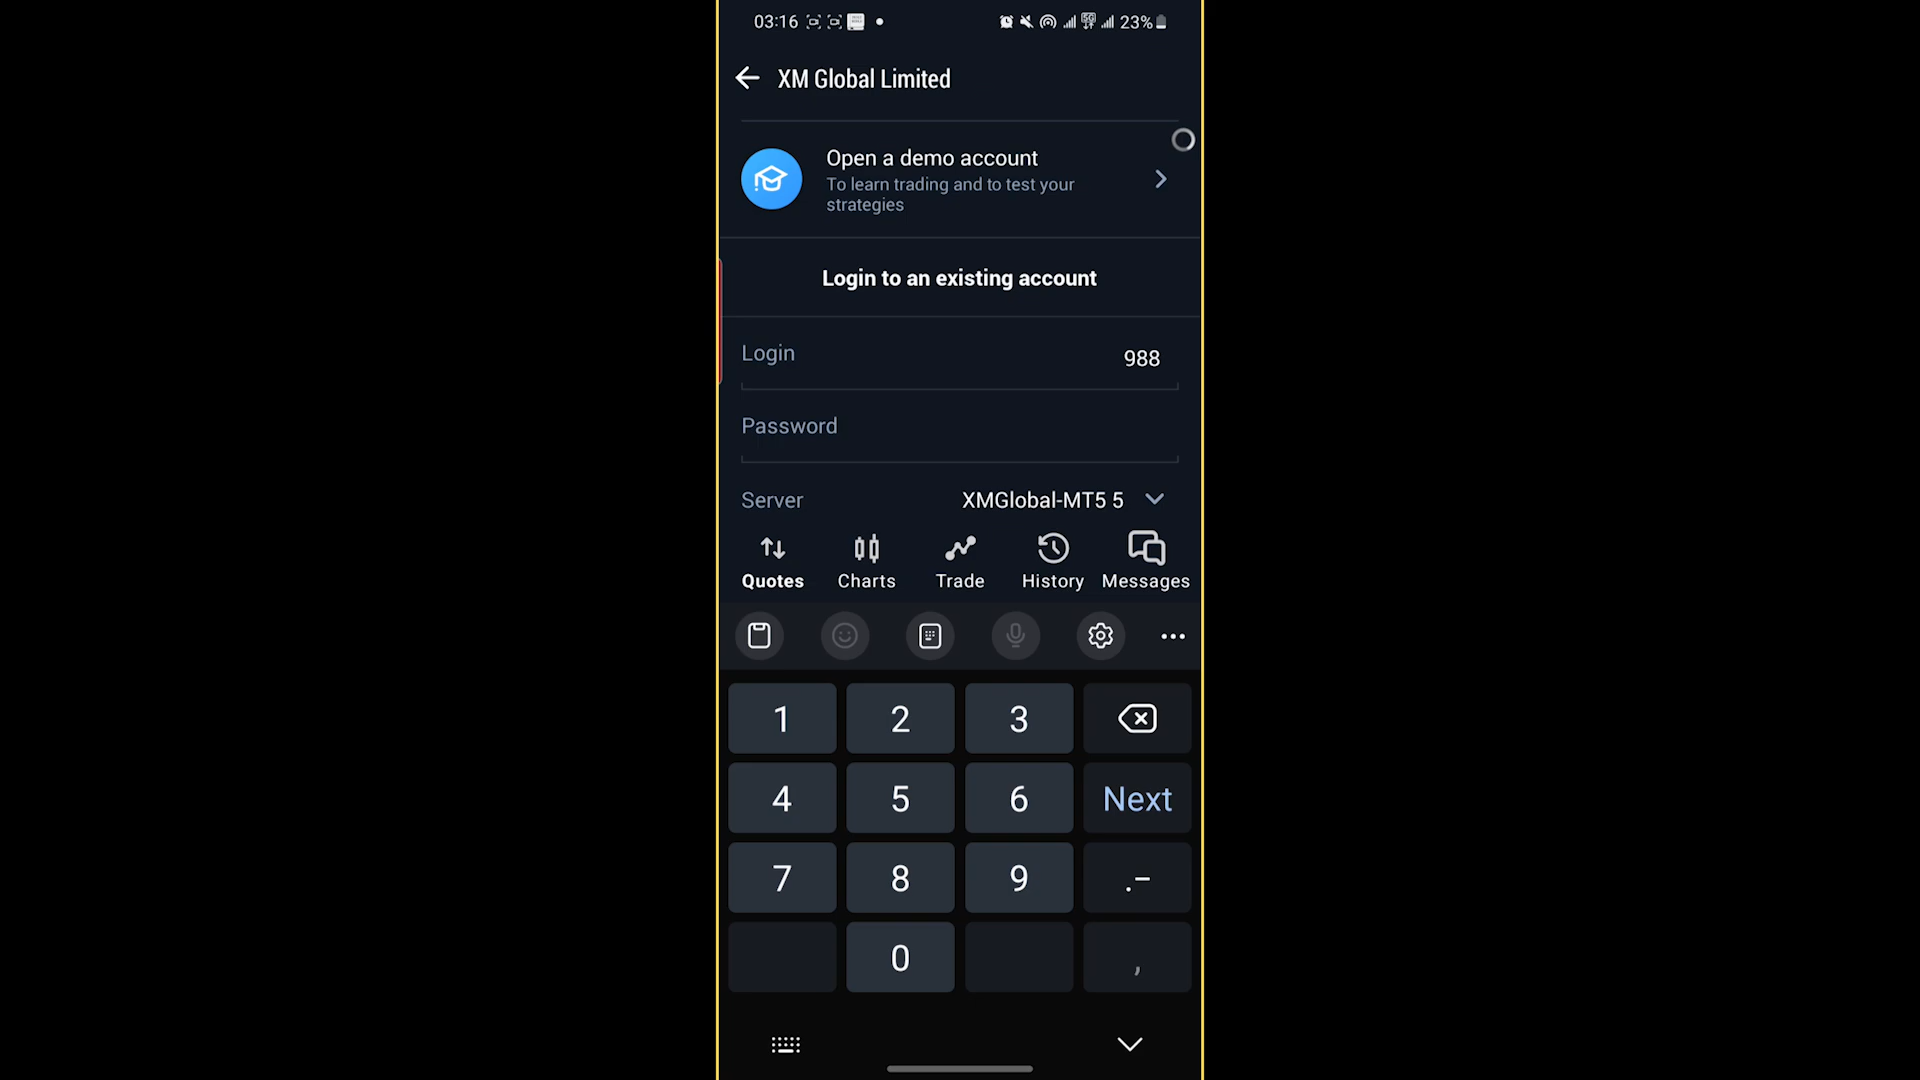 03:16 23%
XM Global Limited
Open a demo account
To learn trading and to test your
strategies
Login to an existing account
Login 988
Password
Server XMGlobal-MT5 5
Quotes Charts Trade History Messages
1 2 3
4 5 6 Next
7 8 9 .-
0 ,